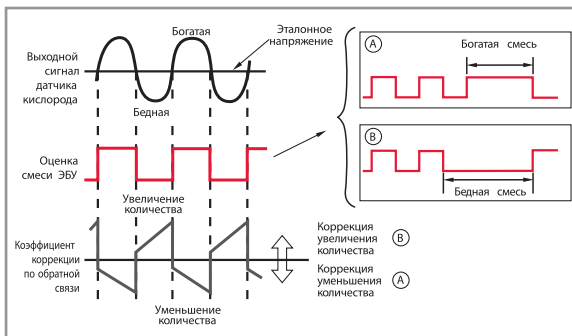 Богатая
Эталонное
напряжение
Выходной
сигнал
датчика
кислорода
Бедная
Оценка
смеси ЭБУ
Увеличение
количества
Коэффициент
коррекции
по обратной
связи
Уменьшение
количества
Коррекция
увеличения
количества
B
Коррекция
уменьшения
количества
A
A
Богатая смесь
B
Бедная смесь